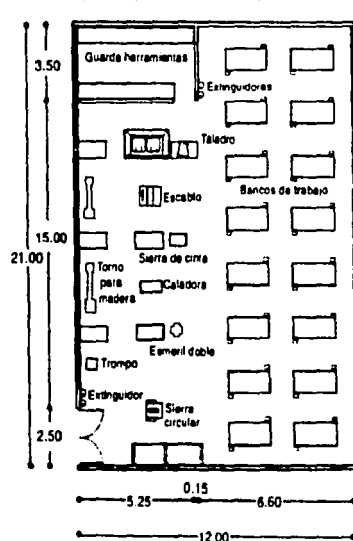 Guarda herramientas
3.50
Extinguidores
Taladro
Escablo
Bancos de trabajo
15.00
21.00
Sierra de cinta
Torno
para
madera
Caladora
Esmeril doble
Trompo
Extinguidor
Sierra
circular
2.50
0.15
5.25
6.60
12.00